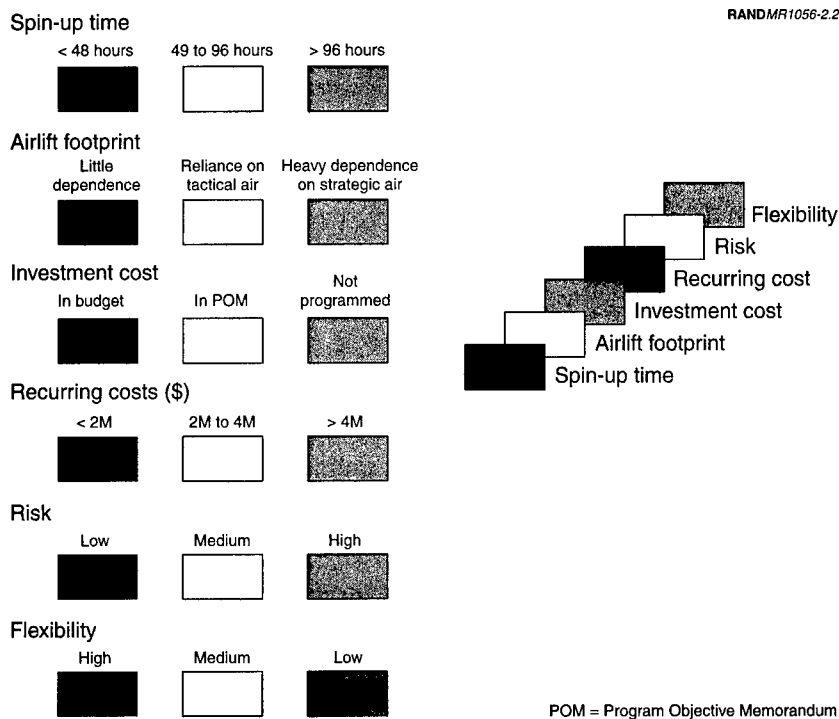 RANDMR1056-2.2
Spin-up time
< 48 hours 49 to 96 hours > 96 hours
Airlift footprint
Little dependence Reliance on tactical air Heavy dependence on strategic air
Investment cost
In budget In POM Not programmed
Recurring costs ($)
< 2M 2M to 4M > 4M
Risk
Low Medium High
Flexibility
High Medium Low
Flexibility
Risk
Recurring cost
Investment cost
Airlift footprint
Spin-up time
POM = Program Objective Memorandum